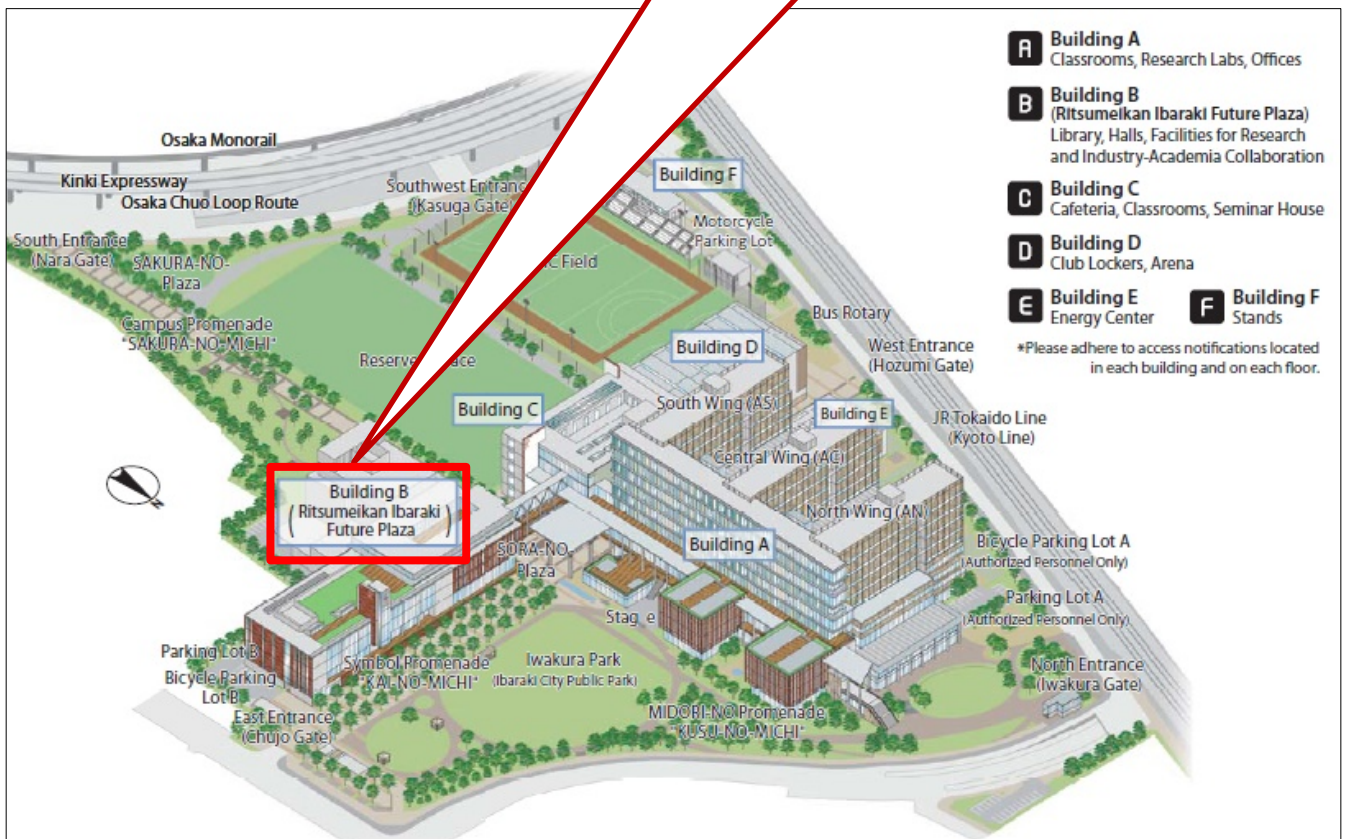 A Building A
Classrooms, Research Labs, Offices
B Building B
(Ritsumeikan Ibaraki Future Plaza)
Library, Halls, Facilities for Research
and Industry-Academia Collaboration
C Building C
Cafeteria, Classrooms, Seminar House
D Building D
Club Lockers, Arena
E Building E
Energy Center
F Building F
Stands
*Please adhere to access notifications located
in each building and on each floor.
Osaka Monorail
Kinki Expressway
Osaka Chuo Loop Route
Southwest Entranc
(Kasuga Gate)
Building F
Motorcycle
Parking Lot
South Entrance
(Nara Gate)
SAKURA-NO-
Plaza
C Field
Bus Rotary
Campus Promenade
"SAKURA-NO-MICHI"
Building D
West Entrance
(Hozumi Gate)
Building C
South Wing (AS)
Building E
JR Tokaido Line
(Kyoto Line)
Central Wing (AC)
Building B
(Ritsumeikan Ibaraki
Future Plaza)
North Wing (AN)
SORA-NO-
Plaza
Building A
Bicycle Parking Lot A
(Authorized Personnel Only)
Parking Lot A
(Authorized Personnel Only)
Stag e
Parking Lot B
Bicycle Parking
Lot B
Symbol Promenade
"KAI-NO-MICHI"
Iwakura Park
(Ibaraki City Public Park)
North Entrance
(Iwakura Gate)
East Entrance
(Chujo Gate)
MIDORI-NO Promenade
"KUSU-NO-MICHI"